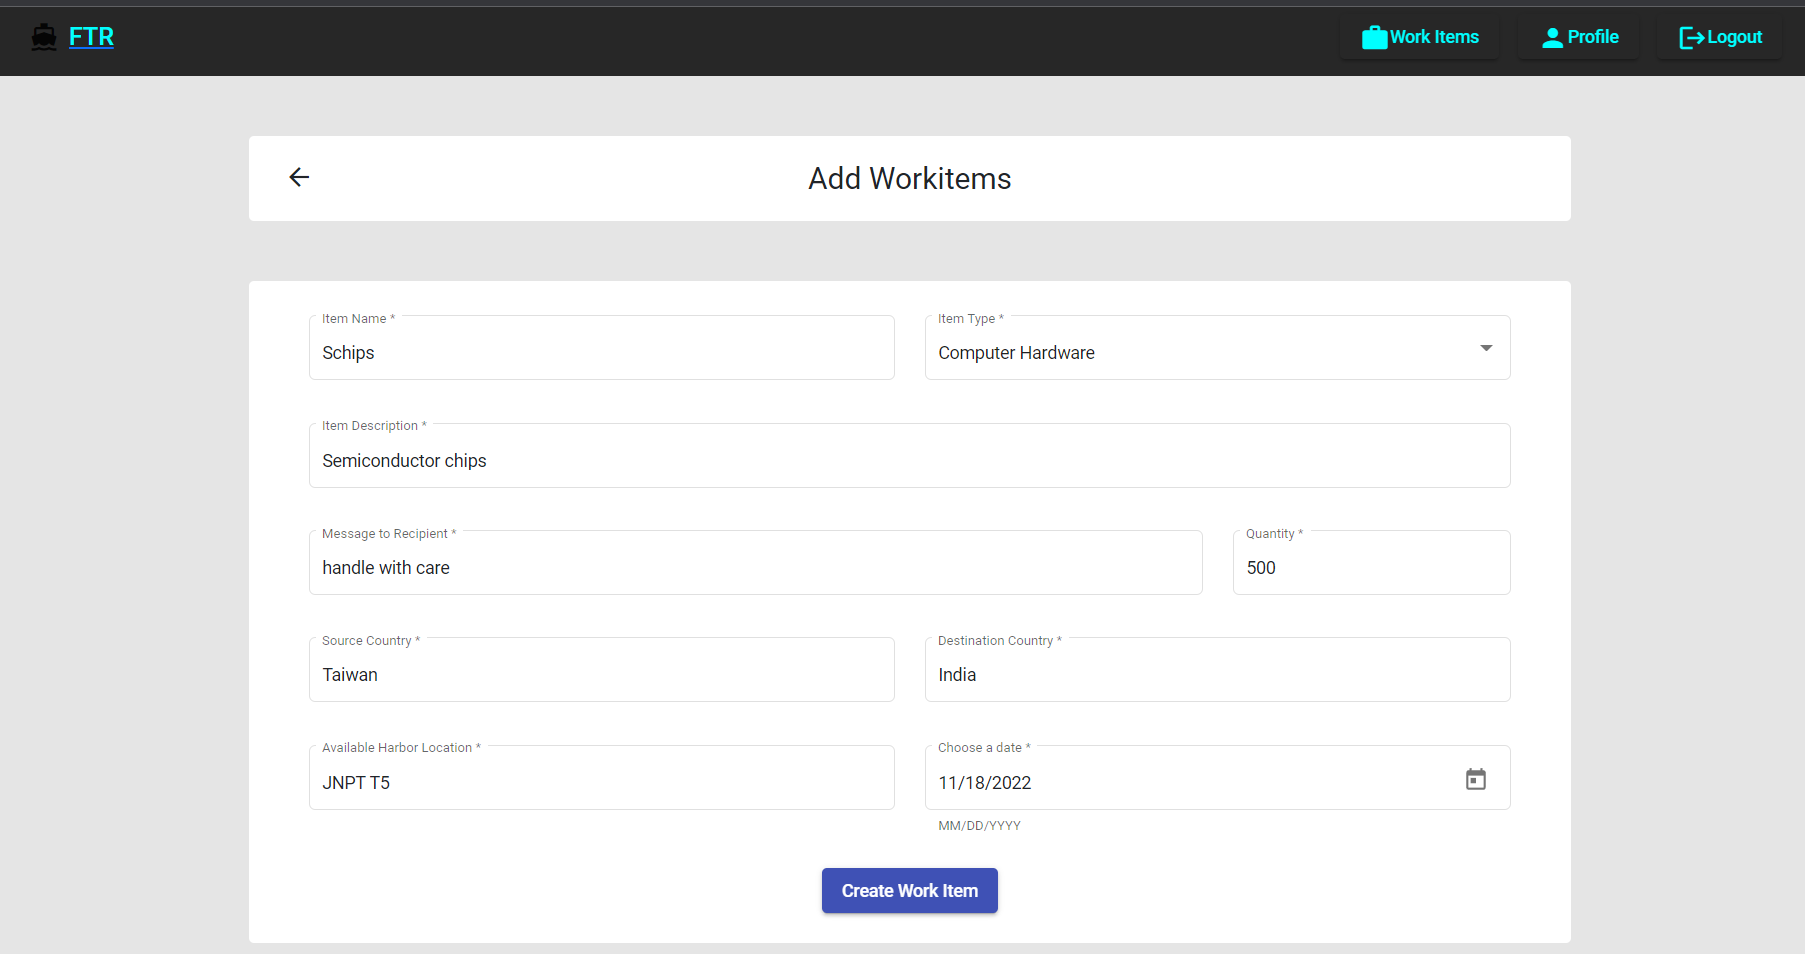 FTR
Work Items
Profile
Logout
Add Workitems
Item Name *
Schips
Item Type *
Computer Hardware
Item Description *
Semiconductor chips
Message to Recipient *
handle with care
Quantity *
500
Source Country *
Taiwan
Destination Country *
India
Available Harbor Location *
JNPT T5
Choose a date *
11/18/2022
MM/DD/YYYY
Create Work Item